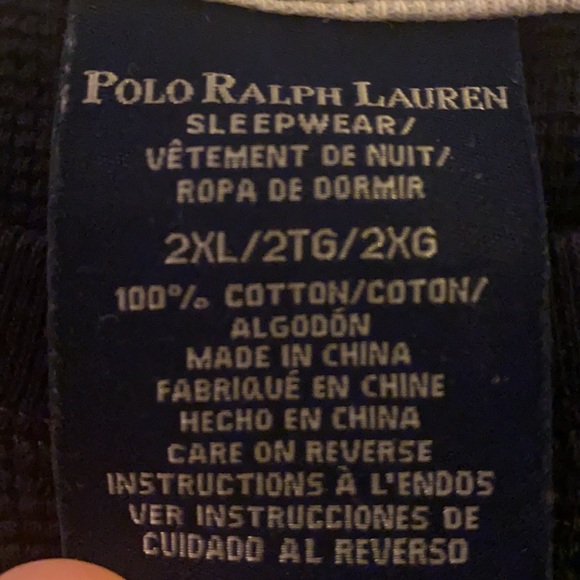 POLO RALPH LAUREN
SLEEPWEAR/
VÊTEMENT DE NUIT/
ROPA DE DORMIR
2XL/2TG/2XG
100% COTTON/COTON/
ALGODÓN
MADE IN CHINA
FABRIQUÉ EN CHINE
HECHO EN CHINA
CARE ON REVERSE
INSTRUCTIONS À L'ENDOS
VER INSTRUCCIONES DE
CUIDADO AL REVERSO